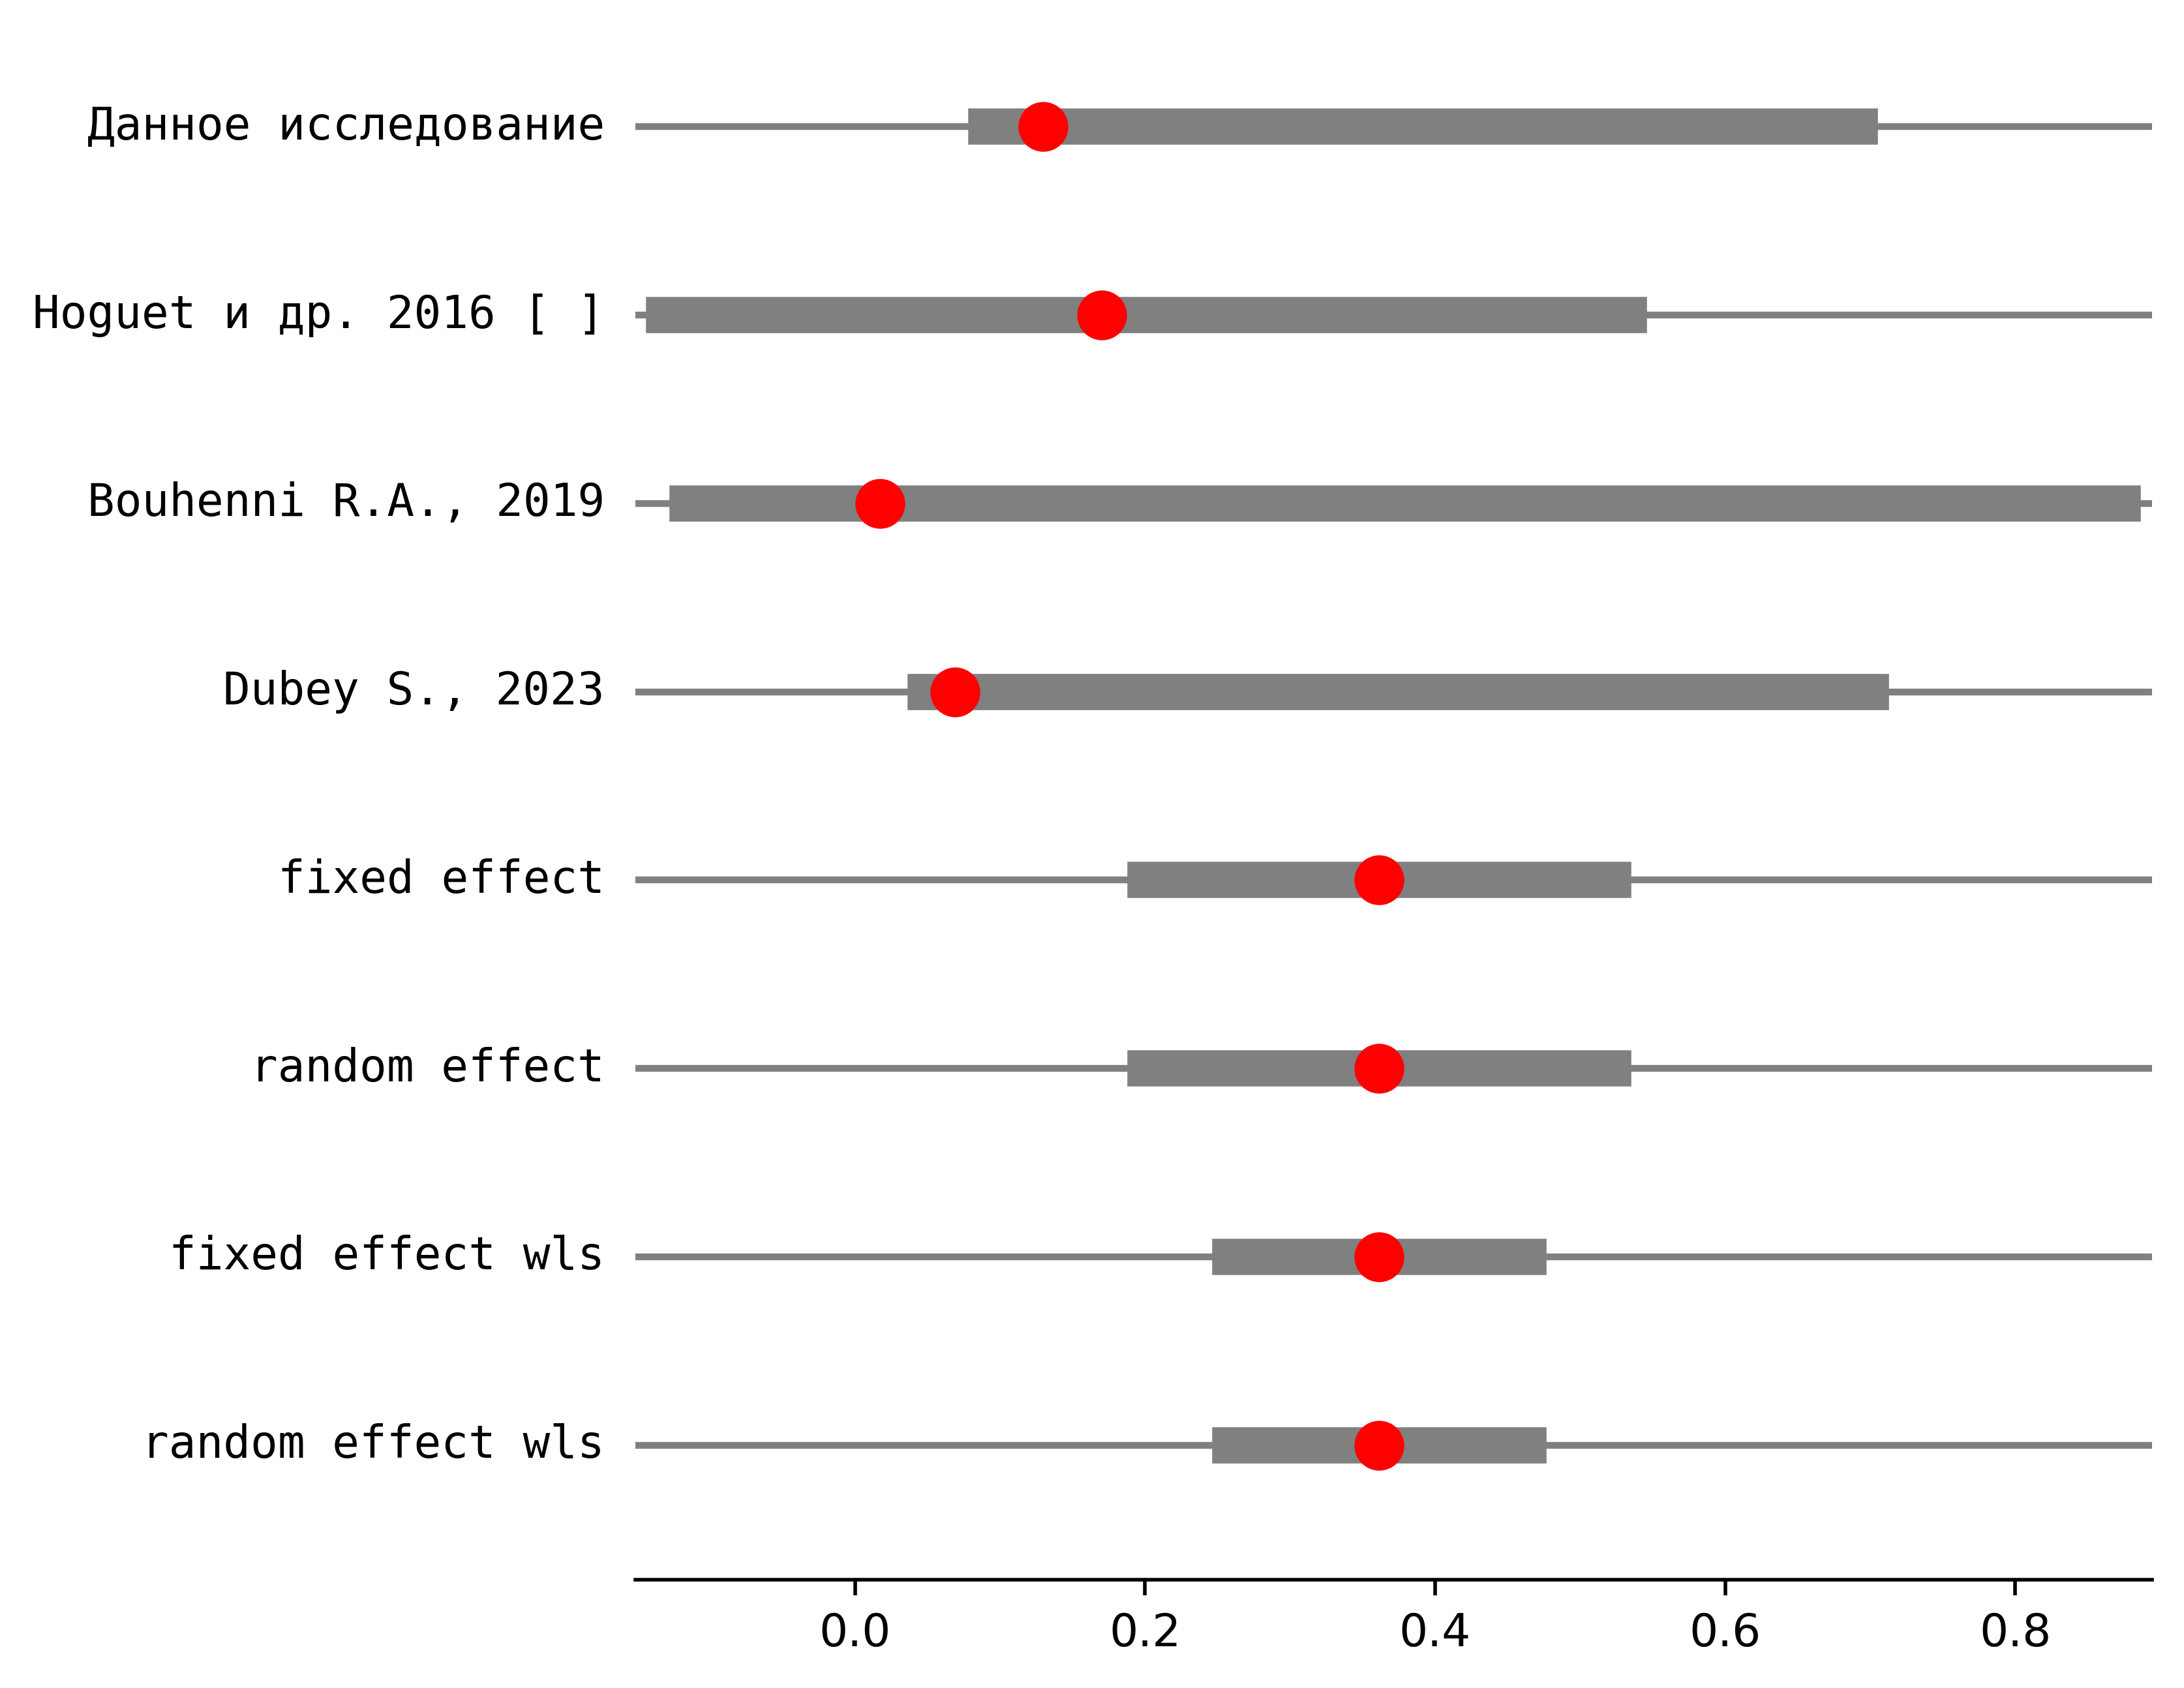 Данное исследование
Hoguet и др. 2016 [ ]
Bouhenni R.A., 2019
Dubey S., 2023
fixed effect
random effect
fixed effect wls
random effect wls
0.0 0.2 0.4 0.6 0.8